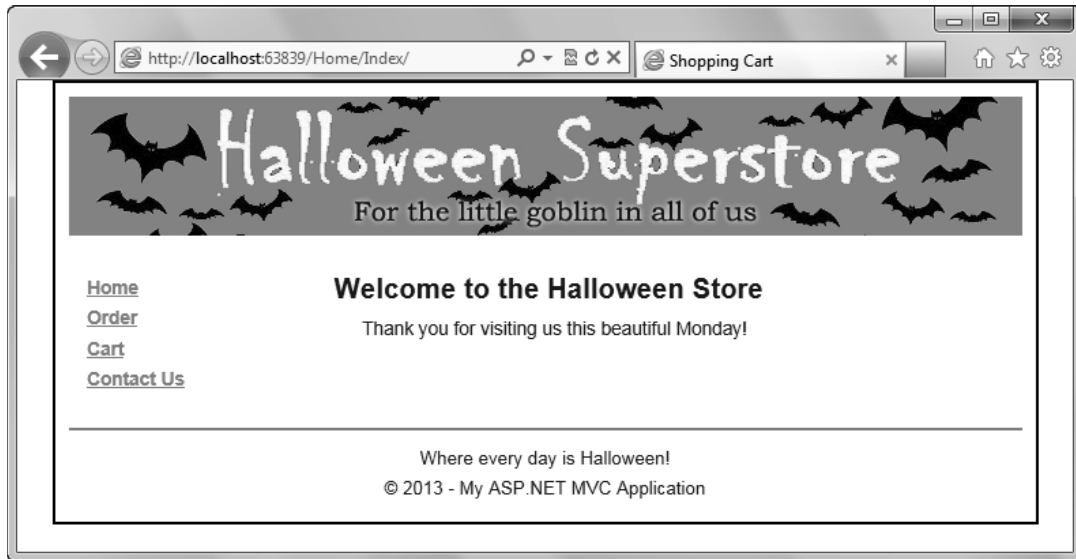 http://localhost:63839/Home/Index/
Shopping Cart
Halloween Superstore
For the little goblin in all of us
Home
Order
Cart
Contact Us
Welcome to the Halloween Store
Thank you for visiting us this beautiful Monday!
Where every day is Halloween!
© 2013 - My ASP.NET MVC Application